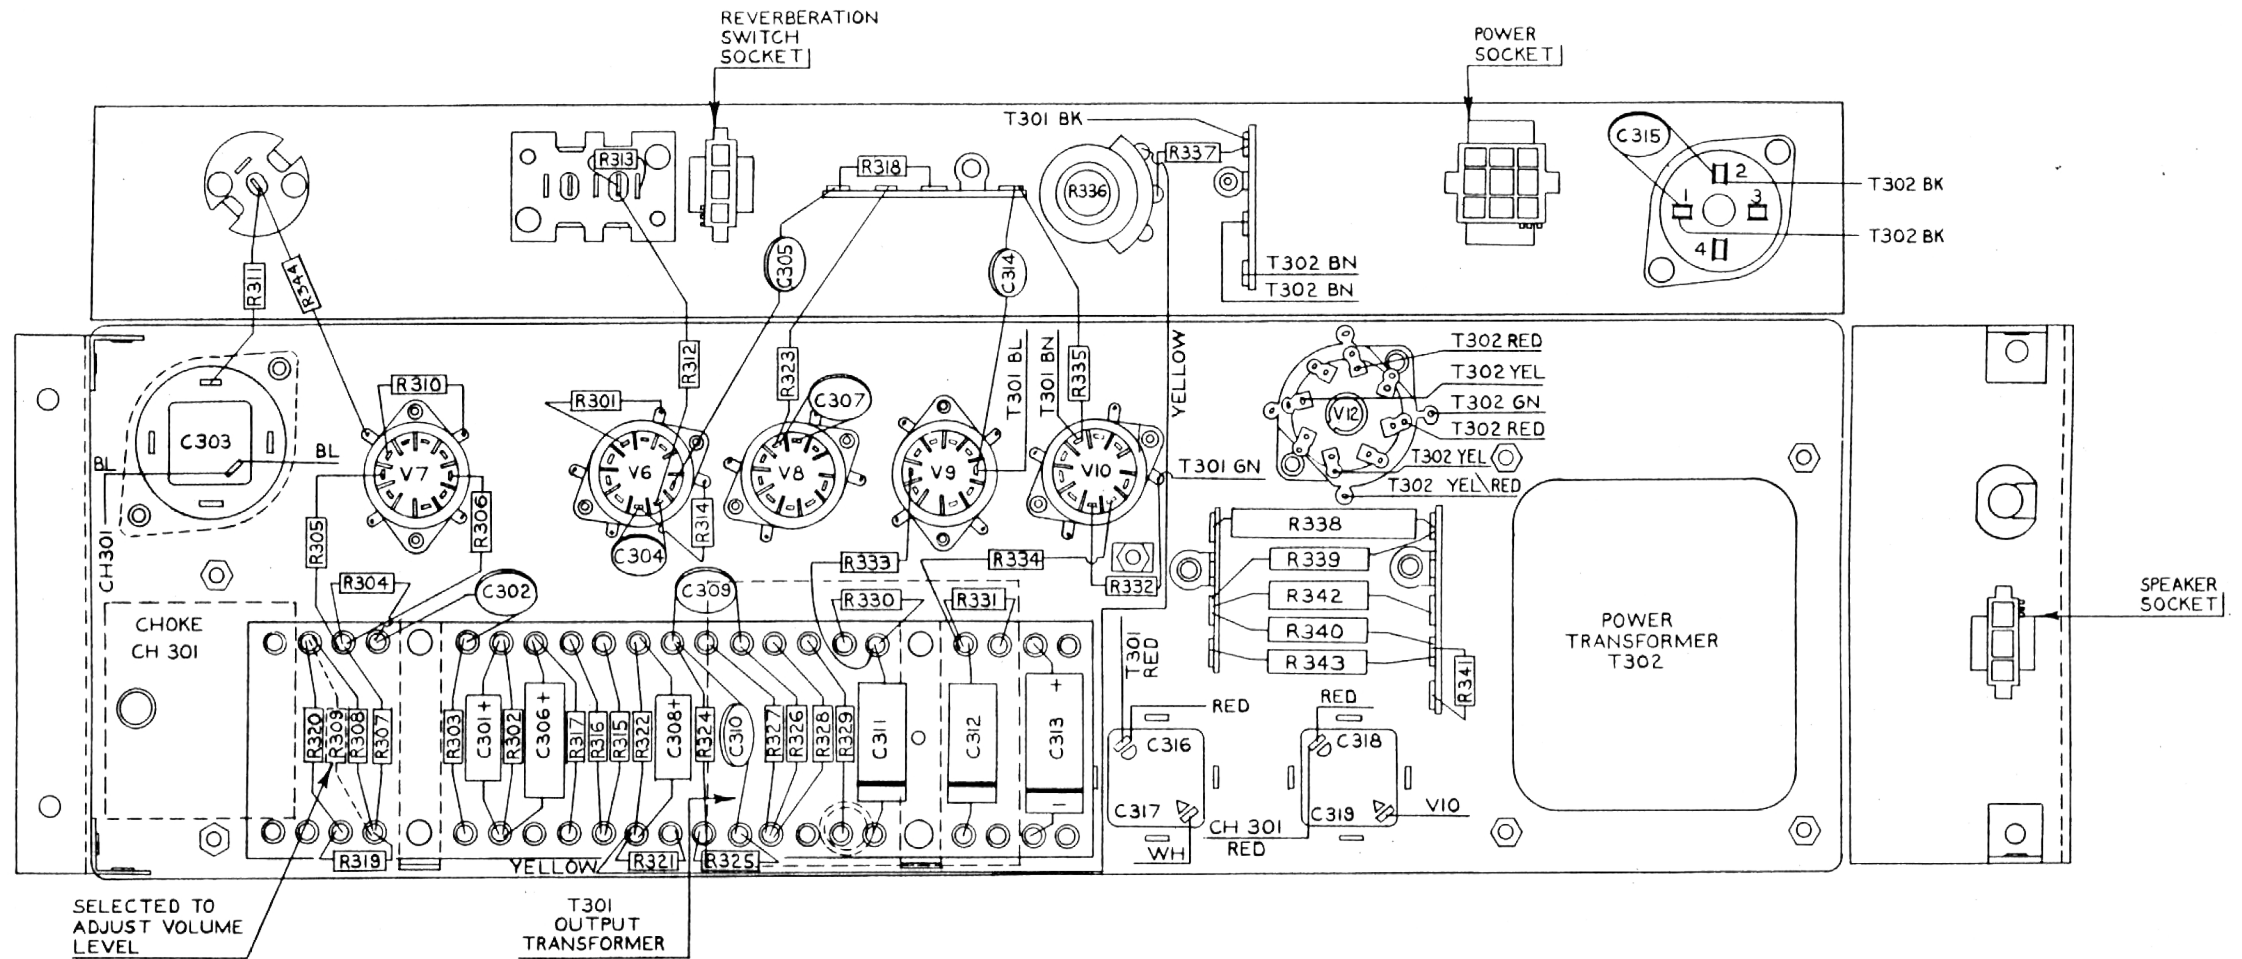 REVERBERATION
SWITCH
SOCKET
POWER
SOCKET
T301 BK
R313
R318
R336
R337
C315
1
2
3
4
T302 BK
T302 BK
R311
R344
C305
C314
T302 BN
T302 BN
R312
R323
T301 BL
T301 BN
R335
YELLOW
T302 RED
T302 YEL
T302 GN
T302 RED
T302 YEL
T302 YEL\RED
V12
R310
R301
C307
C303
BL
BL
V7
V6
V8
V9
V10
T301 GN
CH301
R305
R306
R314
C304
R304
C302
C309
R333
R334
R332
R330
R331
R338
R339
R342
R340
R343
R341
POWER
TRANSFORMER
T302
SPEAKER
SOCKET
CHOKE
CH 301
T301
RED
R320
R309
R308
R307
R303
C301+
R302
C306+
R317
R316
R315
R322
C308+
R324
C310
R327
R326
R328
R329
C311
C312
+
C313
–
RED
RED
C316
C317
C318
C319
V10
WH
CH 301
RED
R319
YELLOW
R321
R325
SELECTED TO
ADJUST VOLUME
LEVEL
T301
OUTPUT
TRANSFORMER